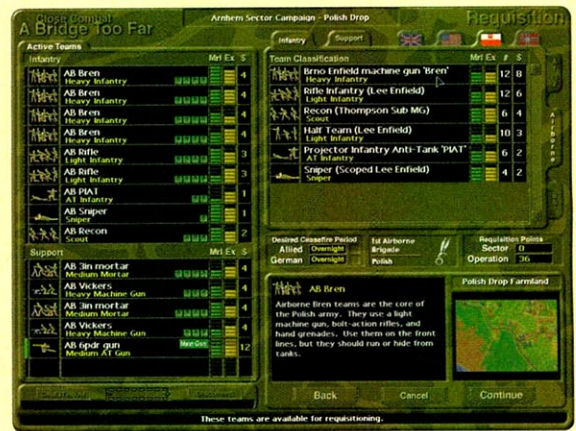 Close Combat
A Bridge Too Far
Arnhem Sector Campaign - Polish Drop
Requisition
Active Teams
Infantry Mrl Ex $
AB Bren
Heavy Infantry 4
AB Bren
Heavy Infantry 4
AB Bren
Heavy Infantry 4
AB Bren
Heavy Infantry 4
AB Rifle
Light Infantry 3
AB Rifle
Light Infantry 3
AB PIAT
AT Infantry 1
AB Sniper
Sniper 1
AB Recon
Scout 2
Support Mrl Ex $
AB 3in mortar
Medium Mortar 4
AB Vickers
Heavy Machine Gun 4
AB 3in mortar
Medium Mortar 4
AB Vickers
Heavy Machine Gun 4
AB 6pdr gun
Medium AT Gun 12
Infantry Support
Team Classification Mrl Ex # $
Brno Enfield machine gun 'Bren'
Heavy Infantry 12 8
Rifle Infantry (Lee Enfield)
Light Infantry 12 6
Recon (Thompson Sub MG)
Scout 6 4
Half Team (Lee Enfield)
Light Infantry 10 3
Projector Infantry Anti-Tank 'PIAT'
AT Infantry 6 2
Sniper (Scoped Lee Enfield)
Sniper 4 2
Airborne
Desired Ceasefire Period
Allied Overnight
German Overnight
1st Airborne
Brigade
Polish
Requisition Points
Sector 0
Operation 36
AB Bren
Airborne Bren teams are the core of
the Polish army. They use a light
machine gun, bolt-action rifles, and
hand grenades. Use them on the front
lines, but they should run or hide from
tanks.
Polish Drop Farmland
Back Cancel Continue
These teams are available for requisitioning.